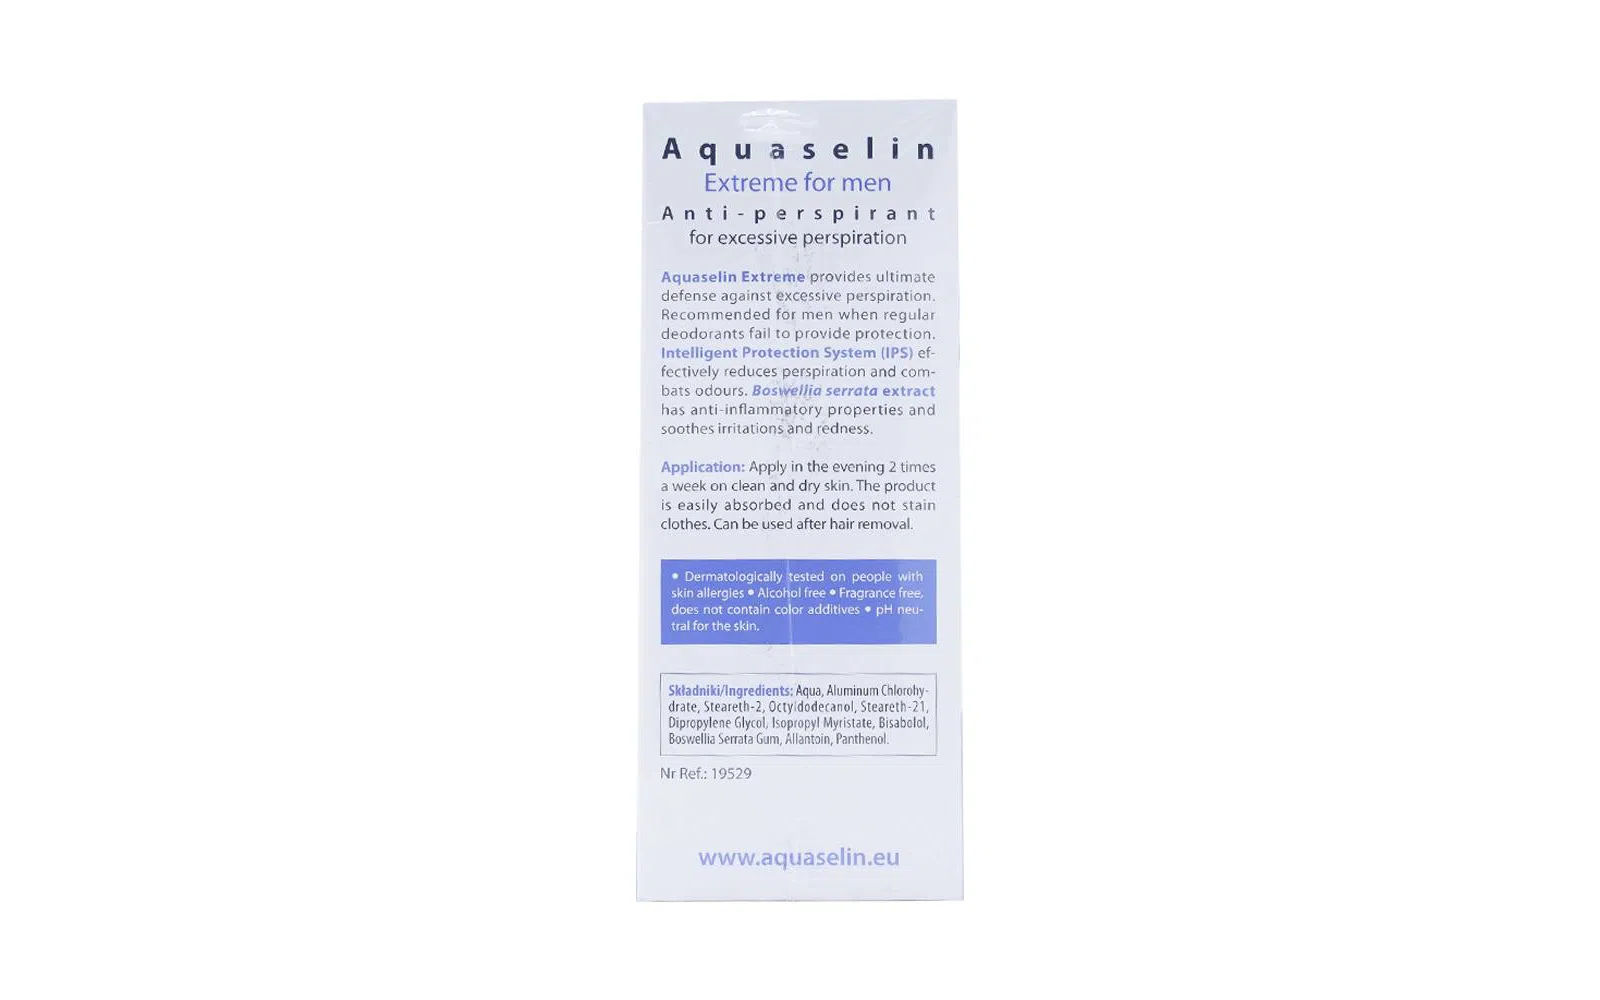 Aquaselin
Extreme for men
Anti-perspirant
for excessive perspiration
Aquaselin Extreme provides ultimate
defense against excessive perspiration.
Recommended for men when regular
deodorants fail to provide protection.
Intelligent Protection System (IPS) ef-
fectively reduces perspiration and com-
bats odours. Boswellia serrata extract
has anti-inflammatory properties and
soothes irritations and redness.
Application: Apply in the evening 2 times
a week on clean and dry skin. The product
is easily absorbed and does not stain
clothes. Can be used after hair removal.
• Dermatologically tested on people with
skin allergies • Alcohol free • Fragrance free,
does not contain color additives • pH neu-
tral for the skin.
Składniki/Ingredients: Aqua, Aluminum Chlorohy-
drate, Steareth-2, Octyldodecanol, Steareth-21,
Dipropylene Glycol, Isopropyl Myristate, Bisabolol,
Boswellia Serrata Gum, Allantoin, Panthenol.
Nr Ref.: 19529
www.aquaselin.eu